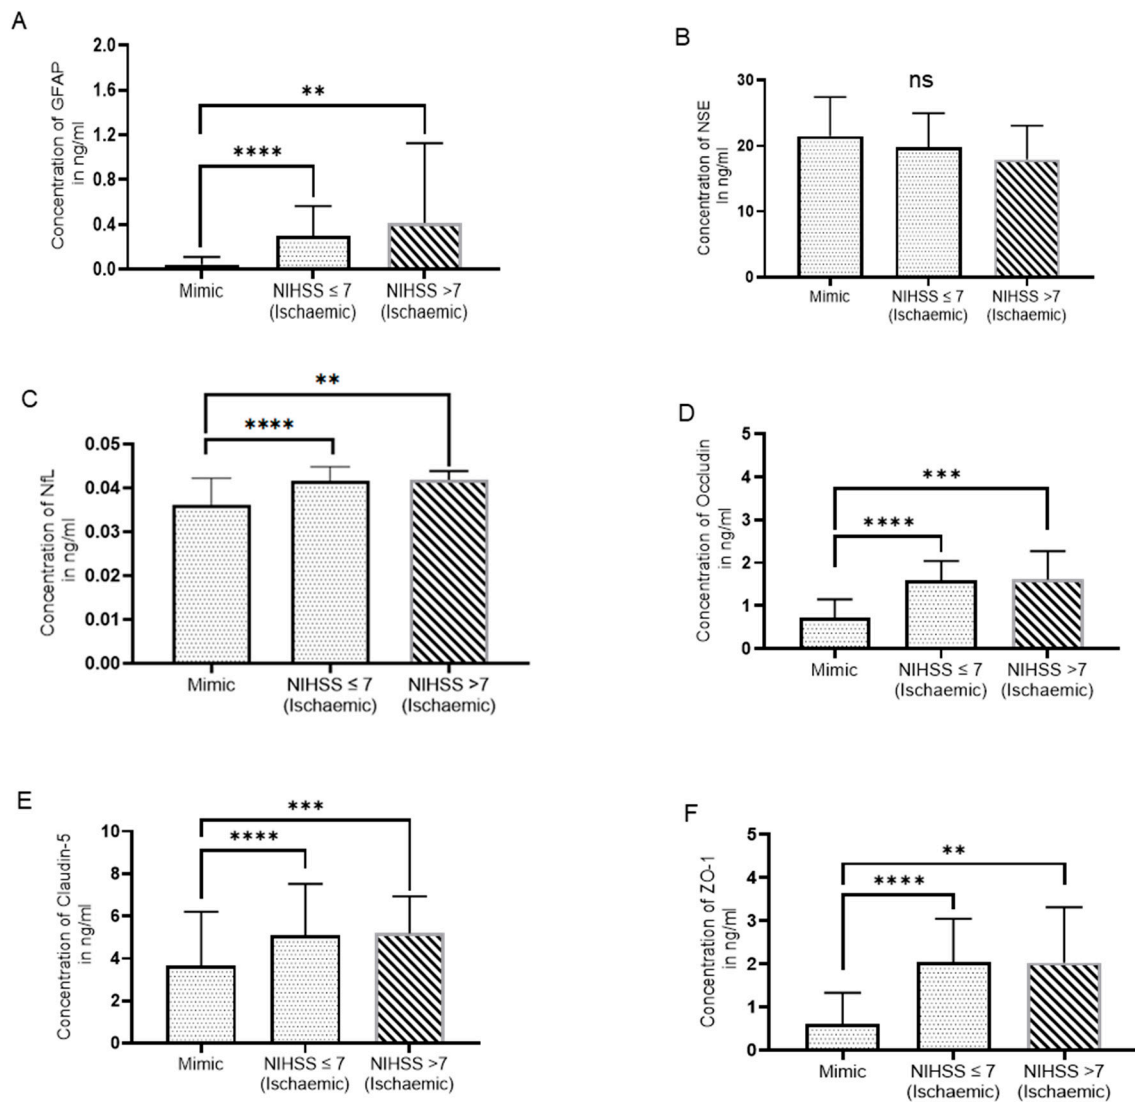 A
Concentration of GFAP
in ng/ml
2.0
1.6
1.2
0.8
0.4
0.0
**
****
Mimic
NIHSS ≤ 7
(Ischaemic)
NIHSS >7
(Ischaemic)
B
Concentration of NSE
In ng/ml
30
20
10
0
ns
Mimic
NIHSS ≤ 7
(Ischaemic)
NIHSS >7
(Ischaemic)
C
Concentration of NfL
in ng/ml
0.05
0.04
0.03
0.02
0.01
0.00
**
****
Mimic
NIHSS ≤ 7
(Ischaemic)
NIHSS >7
(Ischaemic)
D
Concentration of Occludin
in ng/ml
5
4
3
2
1
0
***
****
Mimic
NIHSS ≤ 7
(Ischaemic)
NIHSS >7
(Ischaemic)
E
Concentration of Claudin-5
in ng/ml
10
8
6
4
2
0
***
****
Mimic
NIHSS ≤ 7
(Ischaemic)
NIHSS >7
(Ischaemic)
F
Concentration of ZO-1
in ng/ml
5
4
3
2
1
0
**
****
Mimic
NIHSS ≤ 7
(Ischaemic)
NIHSS >7
(Ischaemic)